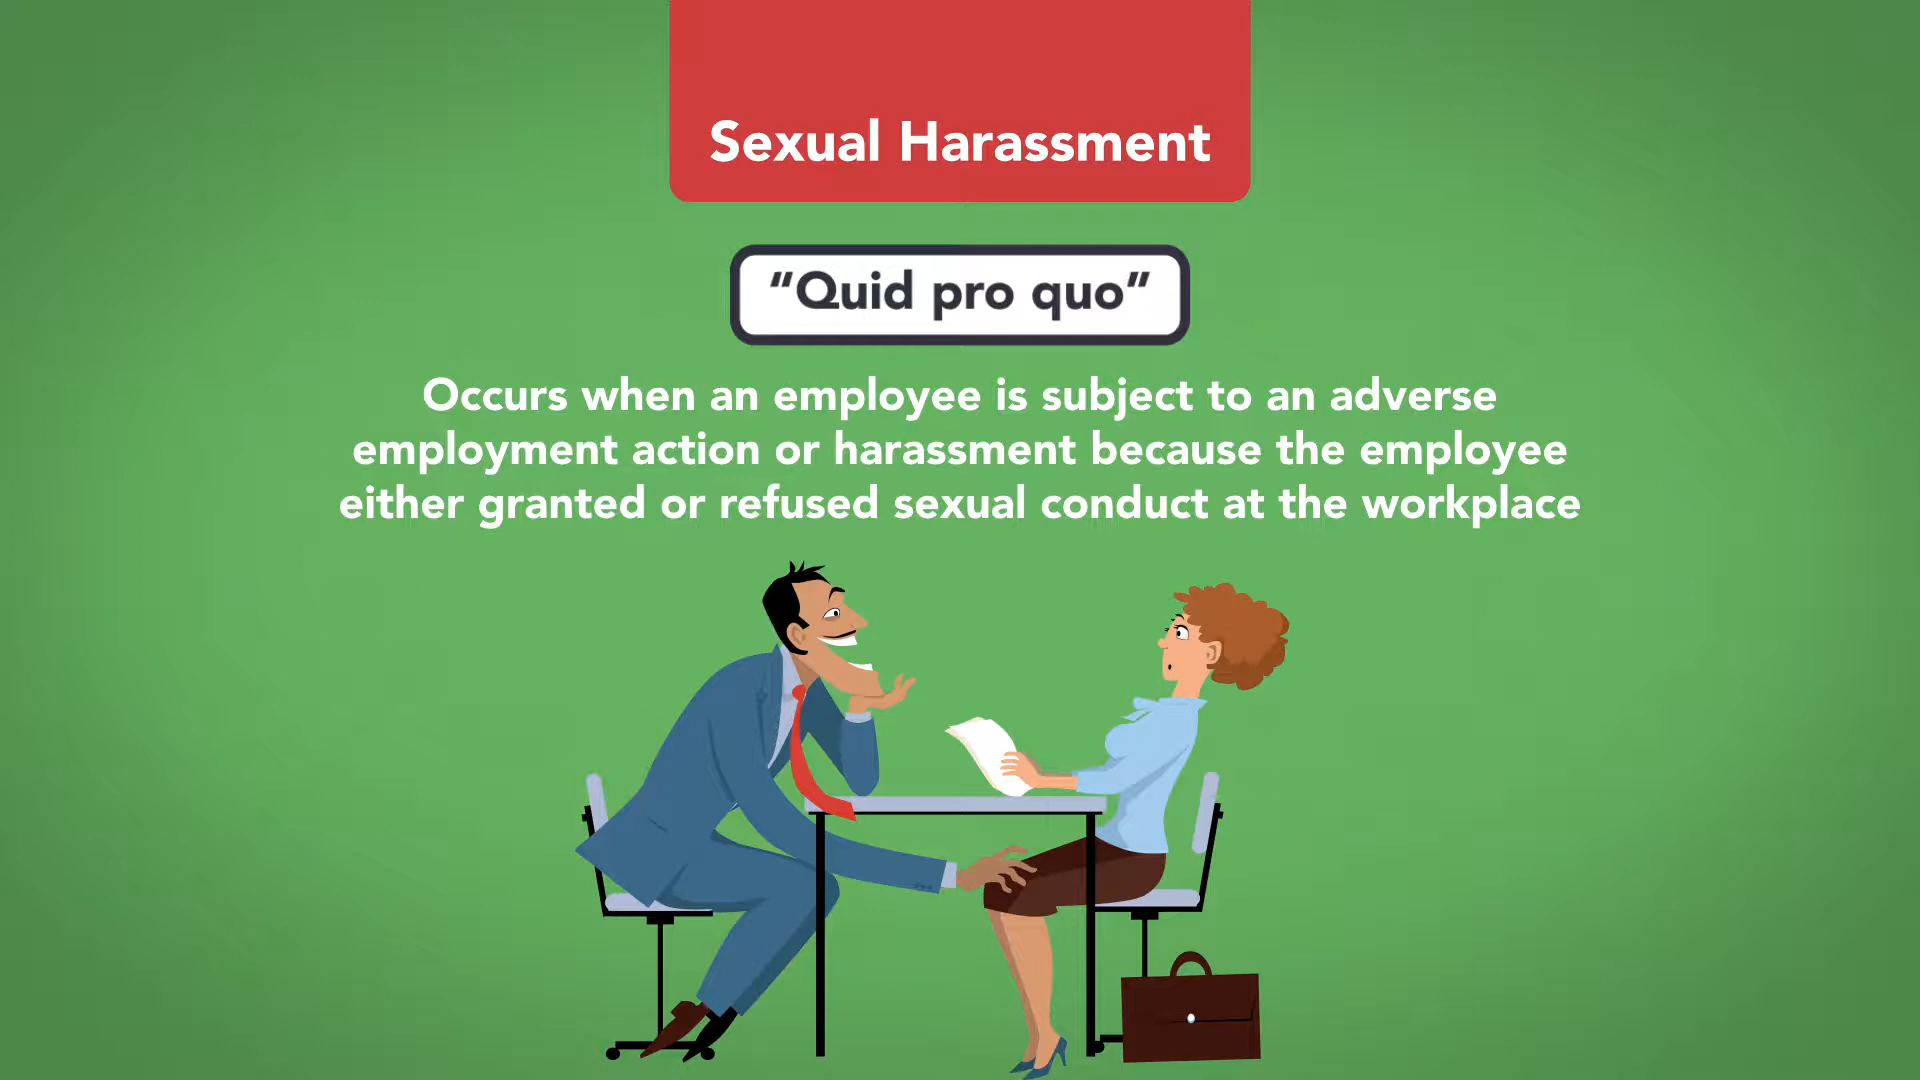 Sexual Harassment
“Quid pro quo”
Occurs when an employee is subject to an adverse
employment action or harassment because the employee
either granted or refused sexual conduct at the workplace